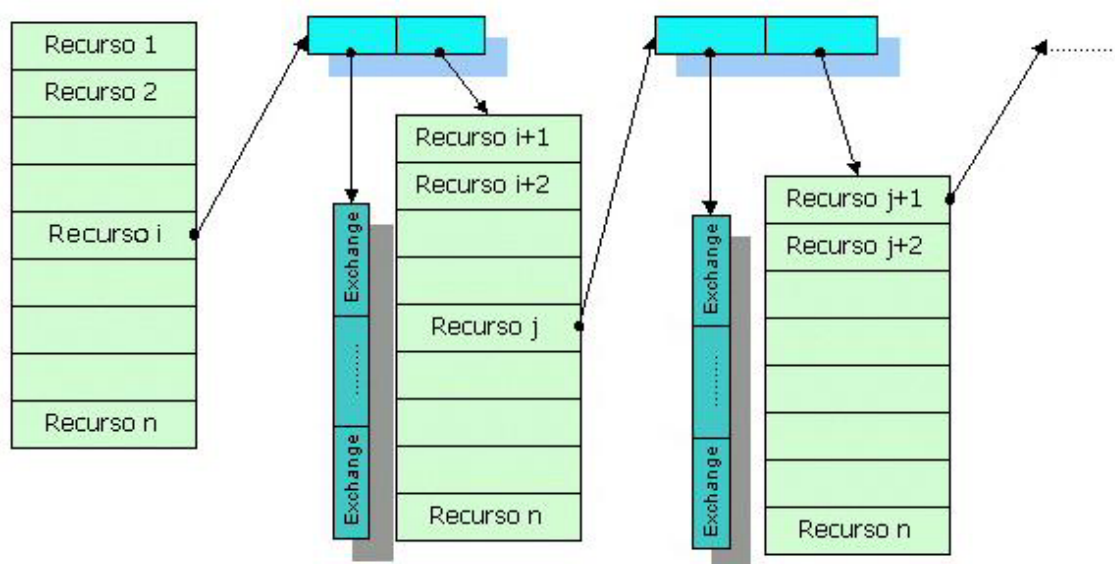 Recurso 1
Recurso 2
Recurso i
Recurso n
Exchange
..........
Exchange
Recurso i+1
Recurso i+2
Recurso j
Recurso n
Exchange
..........
Exchange
Recurso j+1
Recurso j+2
Recurso n